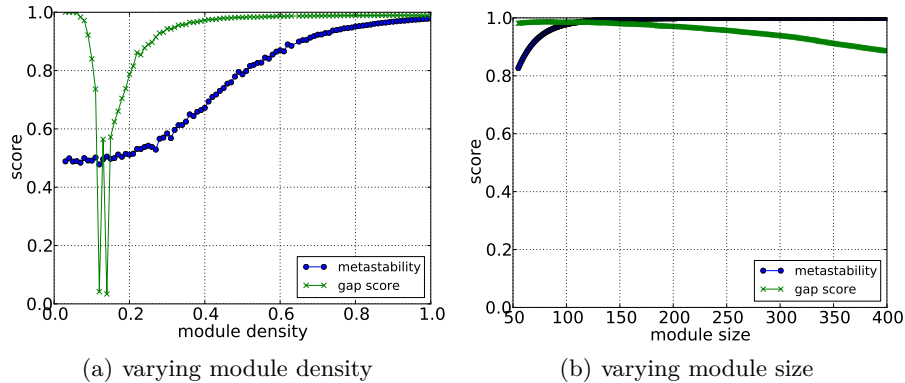 1.0
0.8
0.6
0.4
0.2
0.0
score
0.0 0.2 0.4 0.6 0.8 1.0
module density
metastability
gap score
(a) varying module density
1.0
0.8
0.6
0.4
0.2
0.0
score
50 100 150 200 250 300 350 400
module size
metastability
gap score
(b) varying module size